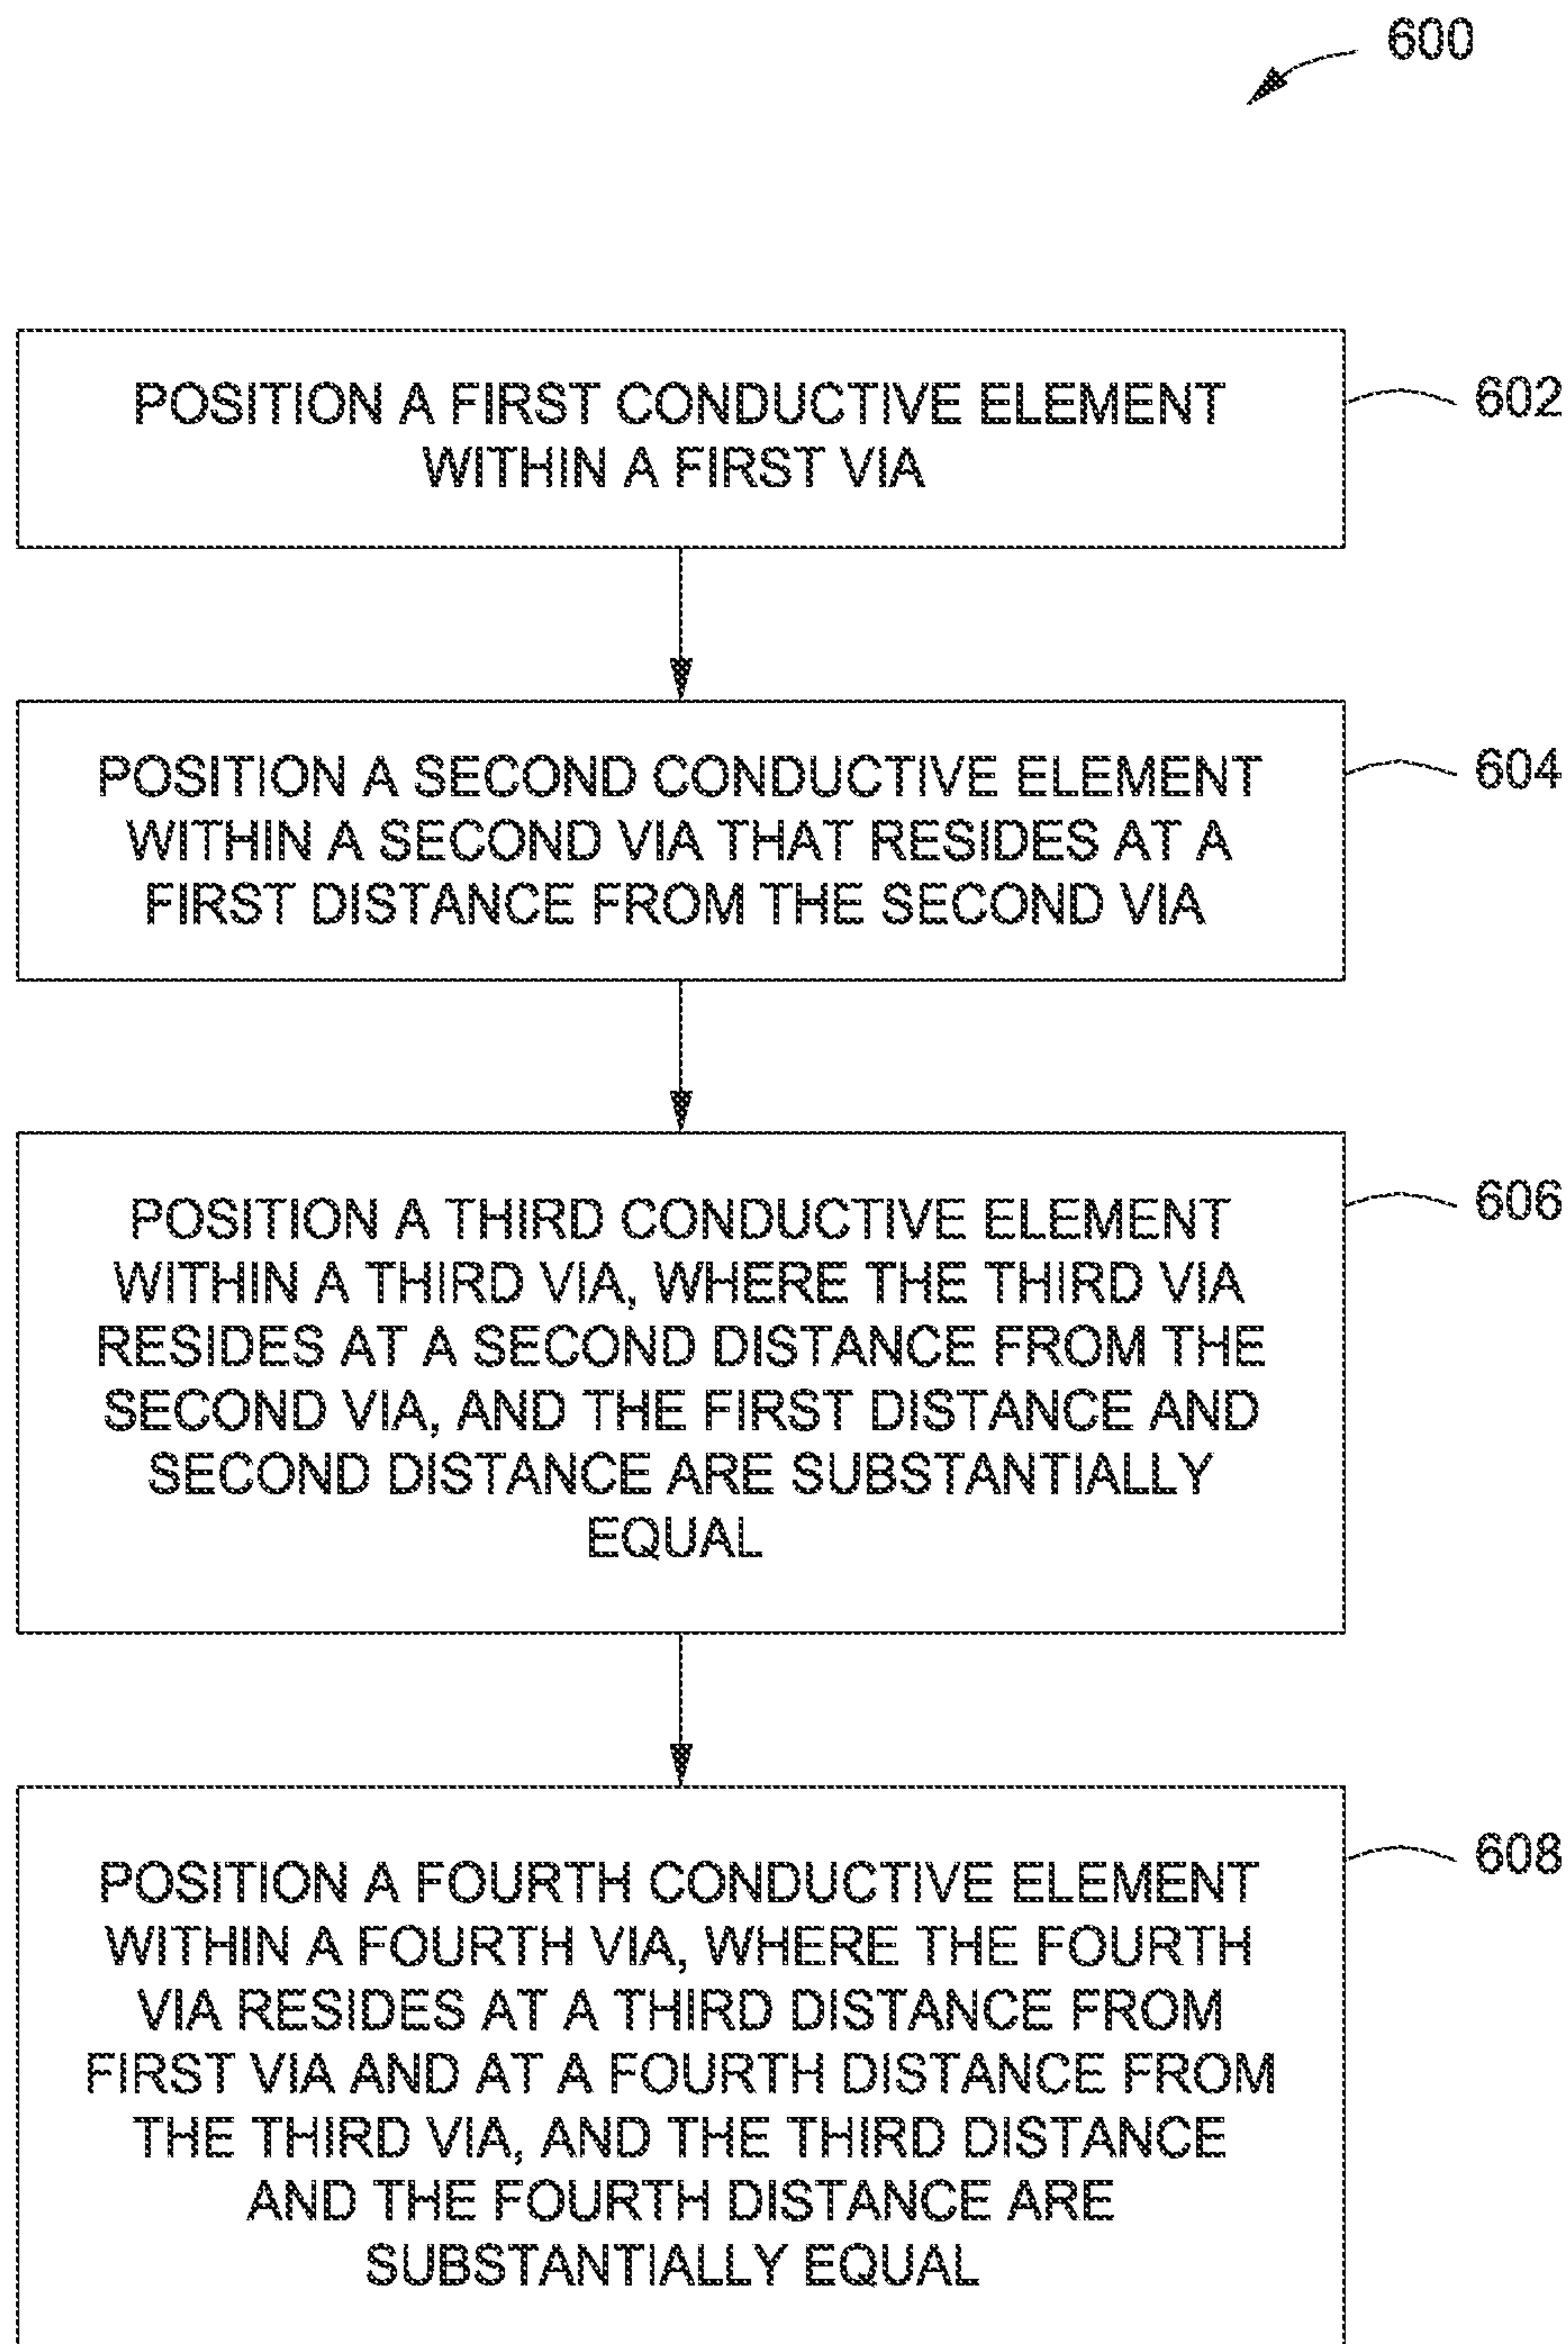 600
POSITION A FIRST CONDUCTIVE ELEMENT
WITHIN A FIRST VIA
602
POSITION A SECOND CONDUCTIVE ELEMENT
WITHIN A SECOND VIA THAT RESIDES AT A
FIRST DISTANCE FROM THE SECOND VIA
604
POSITION A THIRD CONDUCTIVE ELEMENT
WITHIN A THIRD VIA, WHERE THE THIRD VIA
RESIDES AT A SECOND DISTANCE FROM THE
SECOND VIA, AND THE FIRST DISTANCE AND
SECOND DISTANCE ARE SUBSTANTIALLY
EQUAL
606
POSITION A FOURTH CONDUCTIVE ELEMENT
WITHIN A FOURTH VIA, WHERE THE FOURTH
VIA RESIDES AT A THIRD DISTANCE FROM
FIRST VIA AND AT A FOURTH DISTANCE FROM
THE THIRD VIA, AND THE THIRD DISTANCE
AND THE FOURTH DISTANCE ARE
SUBSTANTIALLY EQUAL
608